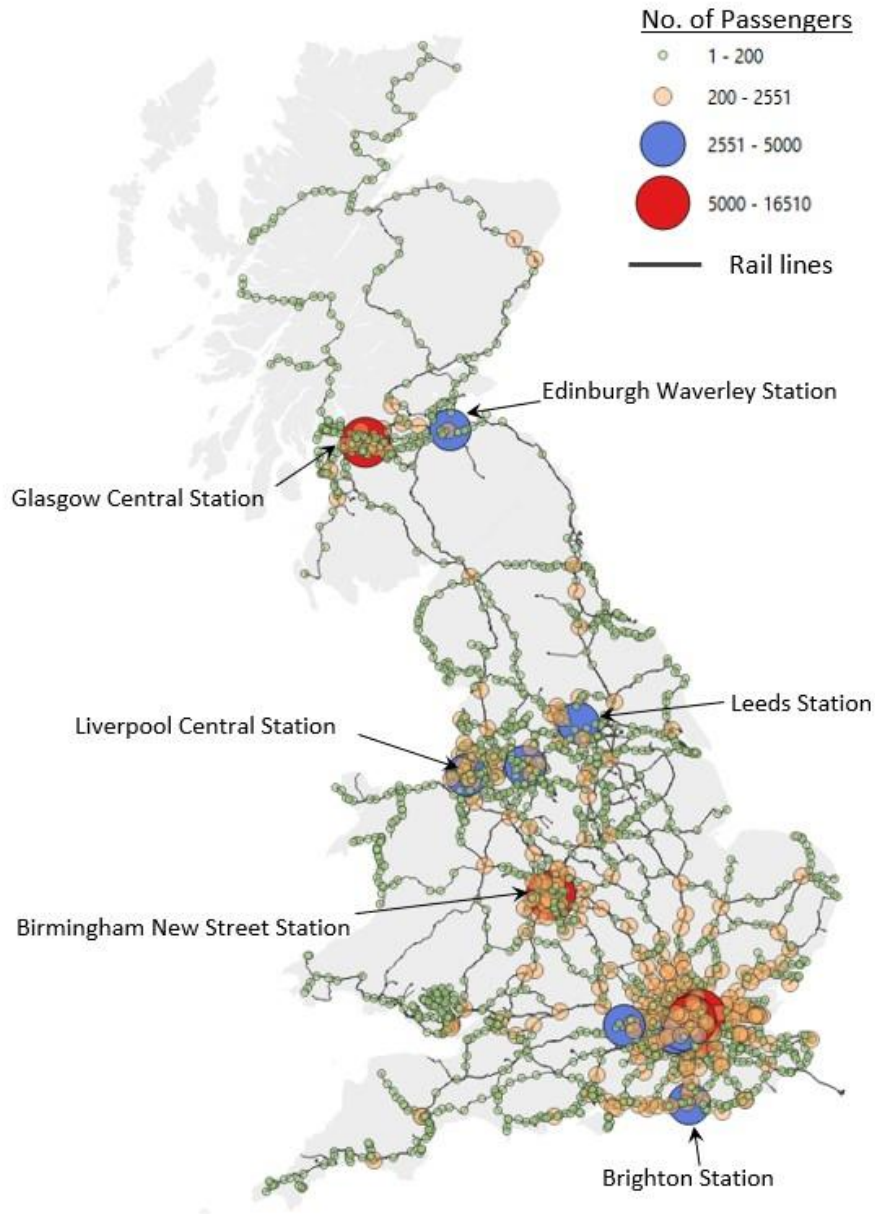 No. of Passengers
1 - 200
200 - 2551
2551 - 5000
5000 - 16510
Rail lines
Edinburgh Waverley Station
Glasgow Central Station
Leeds Station
Liverpool Central Station
Birmingham New Street Station
Brighton Station